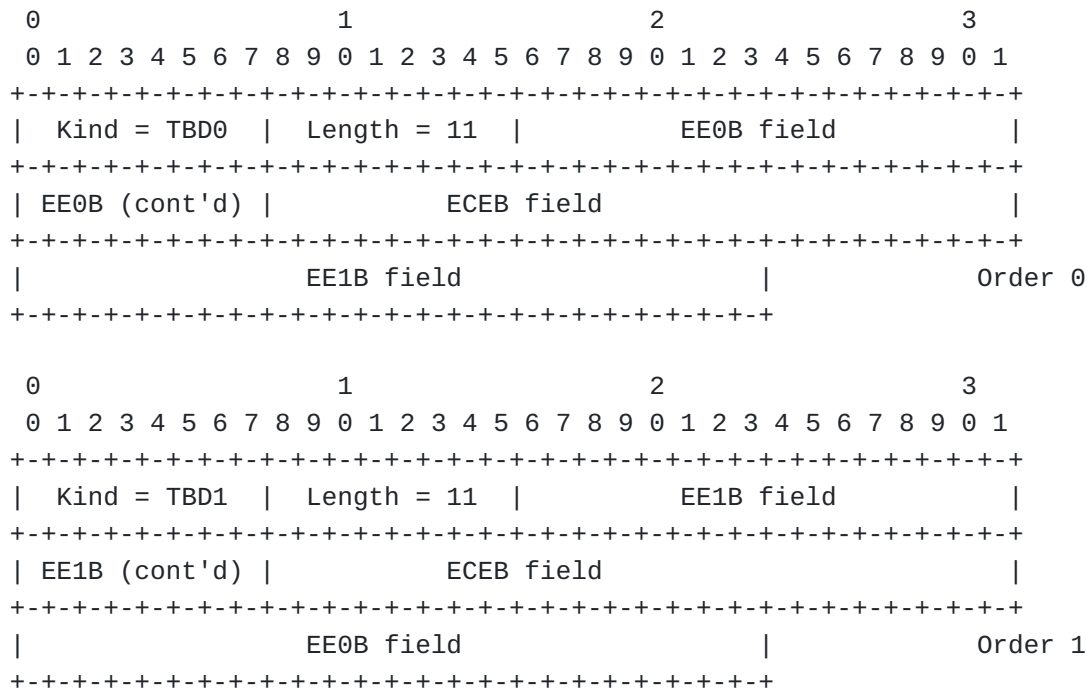 0                   1                   2                   3
 0 1 2 3 4 5 6 7 8 9 0 1 2 3 4 5 6 7 8 9 0 1 2 3 4 5 6 7 8 9 0 1
+-+-+-+-+-+-+-+-+-+-+-+-+-+-+-+-+-+-+-+-+-+-+-+-+-+-+-+-+-+-+-+-+
|  Kind = TBD0  |  Length = 11  |          EE0B field           |
+-+-+-+-+-+-+-+-+-+-+-+-+-+-+-+-+-+-+-+-+-+-+-+-+-+-+-+-+-+-+-+-+
| EE0B (cont'd) |           ECEB field                          |
+-+-+-+-+-+-+-+-+-+-+-+-+-+-+-+-+-+-+-+-+-+-+-+-+-+-+-+-+-+-+-+-+
|                  EE1B field                   |             Order 0
+-+-+-+-+-+-+-+-+-+-+-+-+-+-+-+-+-+-+-+-+-+-+-+-+

 0                   1                   2                   3
 0 1 2 3 4 5 6 7 8 9 0 1 2 3 4 5 6 7 8 9 0 1 2 3 4 5 6 7 8 9 0 1
+-+-+-+-+-+-+-+-+-+-+-+-+-+-+-+-+-+-+-+-+-+-+-+-+-+-+-+-+-+-+-+-+
|  Kind = TBD1  |  Length = 11  |          EE1B field           |
+-+-+-+-+-+-+-+-+-+-+-+-+-+-+-+-+-+-+-+-+-+-+-+-+-+-+-+-+-+-+-+-+
| EE1B (cont'd) |           ECEB field                          |
+-+-+-+-+-+-+-+-+-+-+-+-+-+-+-+-+-+-+-+-+-+-+-+-+-+-+-+-+-+-+-+-+
|                  EE0B field                   |             Order 1
+-+-+-+-+-+-+-+-+-+-+-+-+-+-+-+-+-+-+-+-+-+-+-+-+